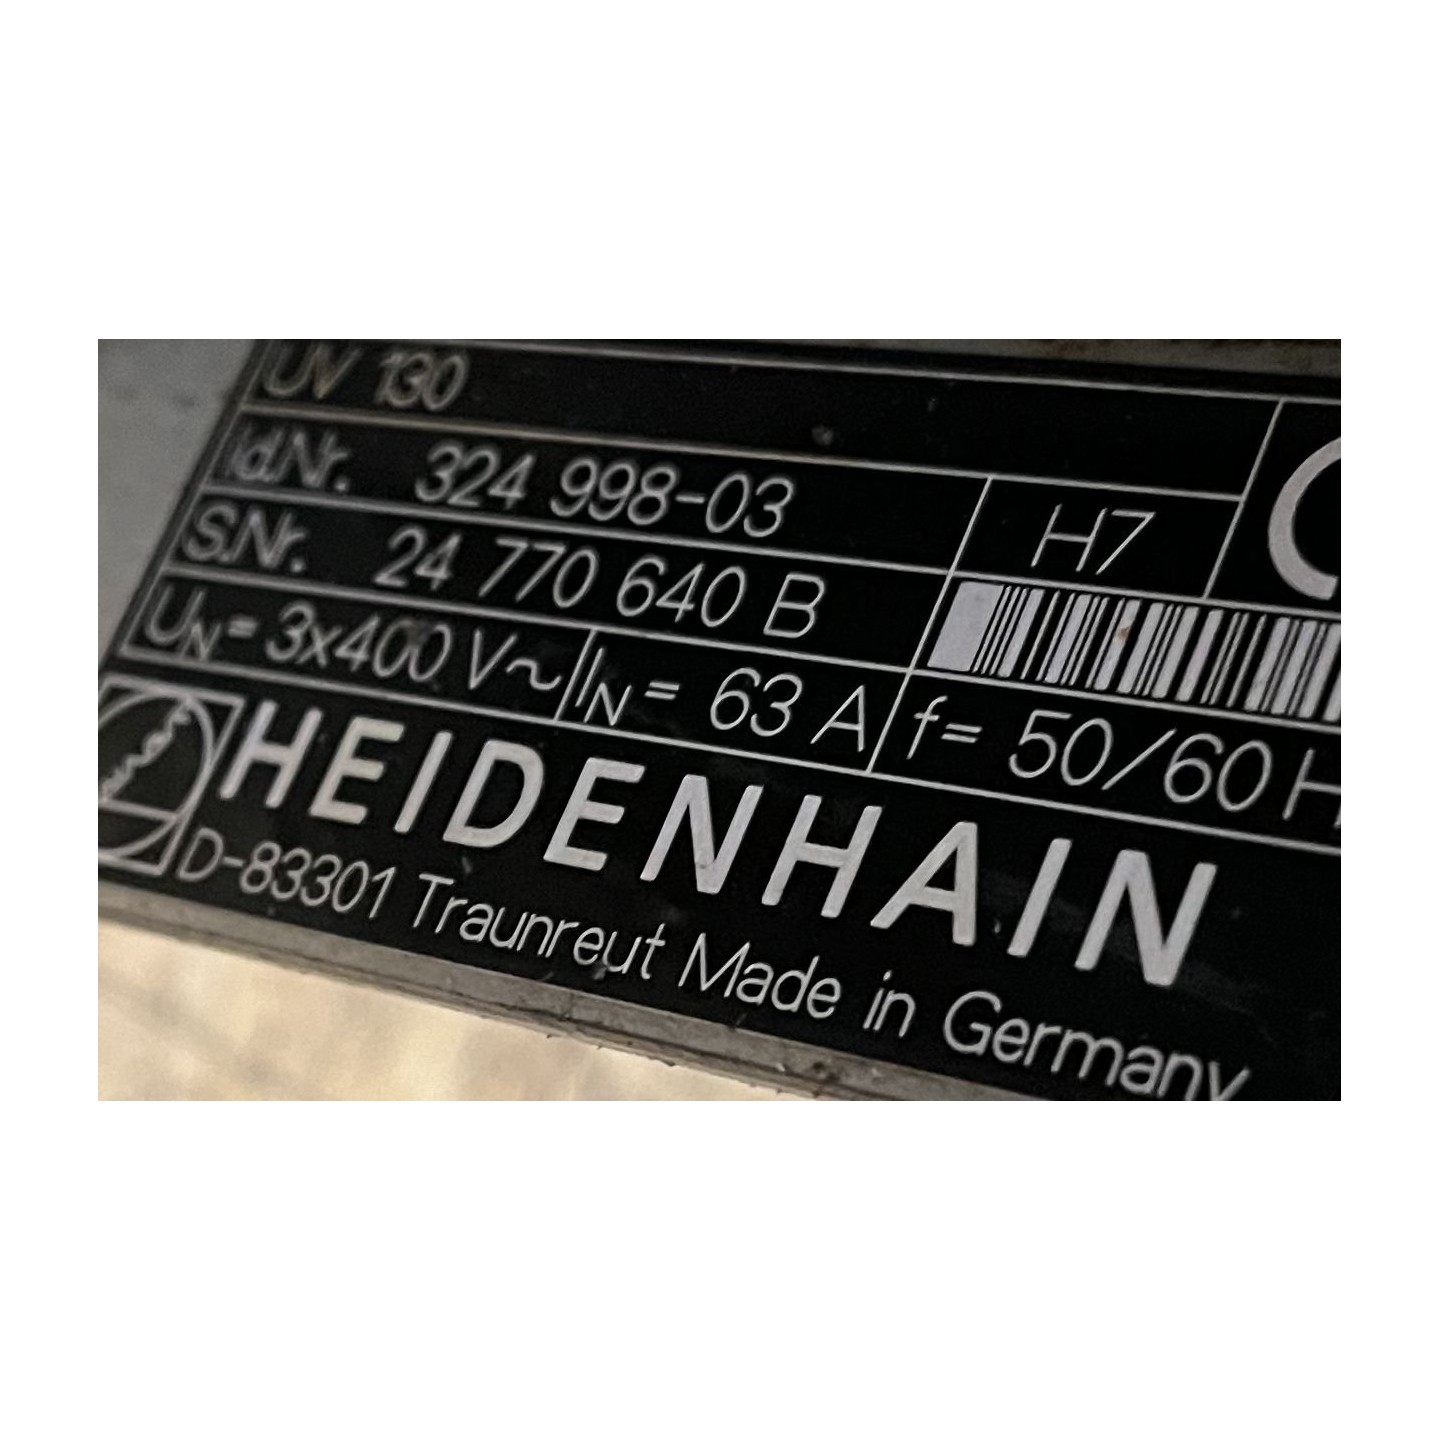 UV 130
Id.Nr. 324 998-03
H7
S.Nr. 24 770 640 B
UN= 3x400 V~ IN= 63 A f= 50/60 H
HEIDENHAIN
D-83301 Traunreut Made in Germany